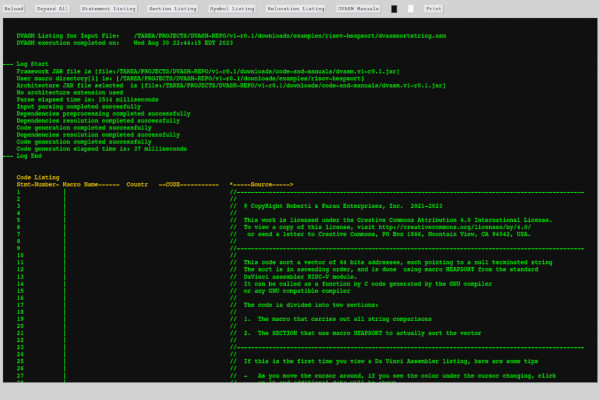 Reload Expand All Statement Listing Section Listing Symbol Listing Relocation Listing DVASM Manuals Print
DVASM Listing for Input File: /TAREA/PROJECTS/DVASM-REPO/v1-r0.1/downloads/examples/riscv-heapsort/dvasmsortstring.asm
DVASM execution completed on: Wed Aug 30 22:44:15 EDT 2023
--- Log Start
Framework JAR file is [file:/TAREA/PROJECTS/DVASM-REPO/v1-r0.1/downloads/code-and-manuals/dvasm.v1-r0.1.jar]
User macro directory[1] is: [/TAREA/PROJECTS/DVASM-REPO/v1-r0.1/downloads/examples/riscv-heapsort]
Architecture JAR file selected is [file:/TAREA/PROJECTS/DVASM-REPO/v1-r0.1/downloads/code-and-manuals/dvasm.v1-r0.1.jar]
No architecture extension used
Parse elapsed time is: 1514 milliseconds
Input parsing completed successfully
Dependencies preprocessing completed successfully
Dependencies resolution completed successfully
Code generation completed successfully
Dependencies resolution completed successfully
Code generation completed successfully
Code generation elapsed time is: 37 milliseconds
--- Log End
Code Listing
Stmt-Number- Macro Name------ Countr --CODE----------- *-----Source----->
1 | //----------------------------------------------------------------------
2 | //
3 | // © CopyRight Roberti & Parau Enterprises, Inc. 2021-2023
4 | //
5 | // This work is licensed under the Creative Commons Attribution 4.0 International License.
6 | // To view a copy of this license, visit http://creativecommons.org/licenses/by/4.0/
7 | // or send a letter to Creative Commons, PO Box 1866, Mountain View, CA 94042, USA.
8 | //
9 | //----------------------------------------------------------------------
10 | //
11 | // This code sort a vector of 64 bits addresses, each pointing to a null terminated string
12 | // The sort is in ascending order, and is done using macro HEAPSORT from the standard
13 | // DaVinci assembler RISC-V module.
14 | // It can be called as a function by C code generated by the GNU compiler
15 | // or any GNU compatible compiler
16 | //
17 | // The code is divided into two sections:
18 | //
19 | // 1. The macro that carries out all string comparisons
20 | //
21 | // 2. The SECTION that uses macro HEAPSORT to actually sort the vector
22 | //
23 | //----------------------------------------------------------------------
24 | //
25 | // If this is the first time you view a Da Vinci Assembler listing, here are some tips
26 | //
27 | // - As you move the cursor around, if you see the color under the cursor changing, click